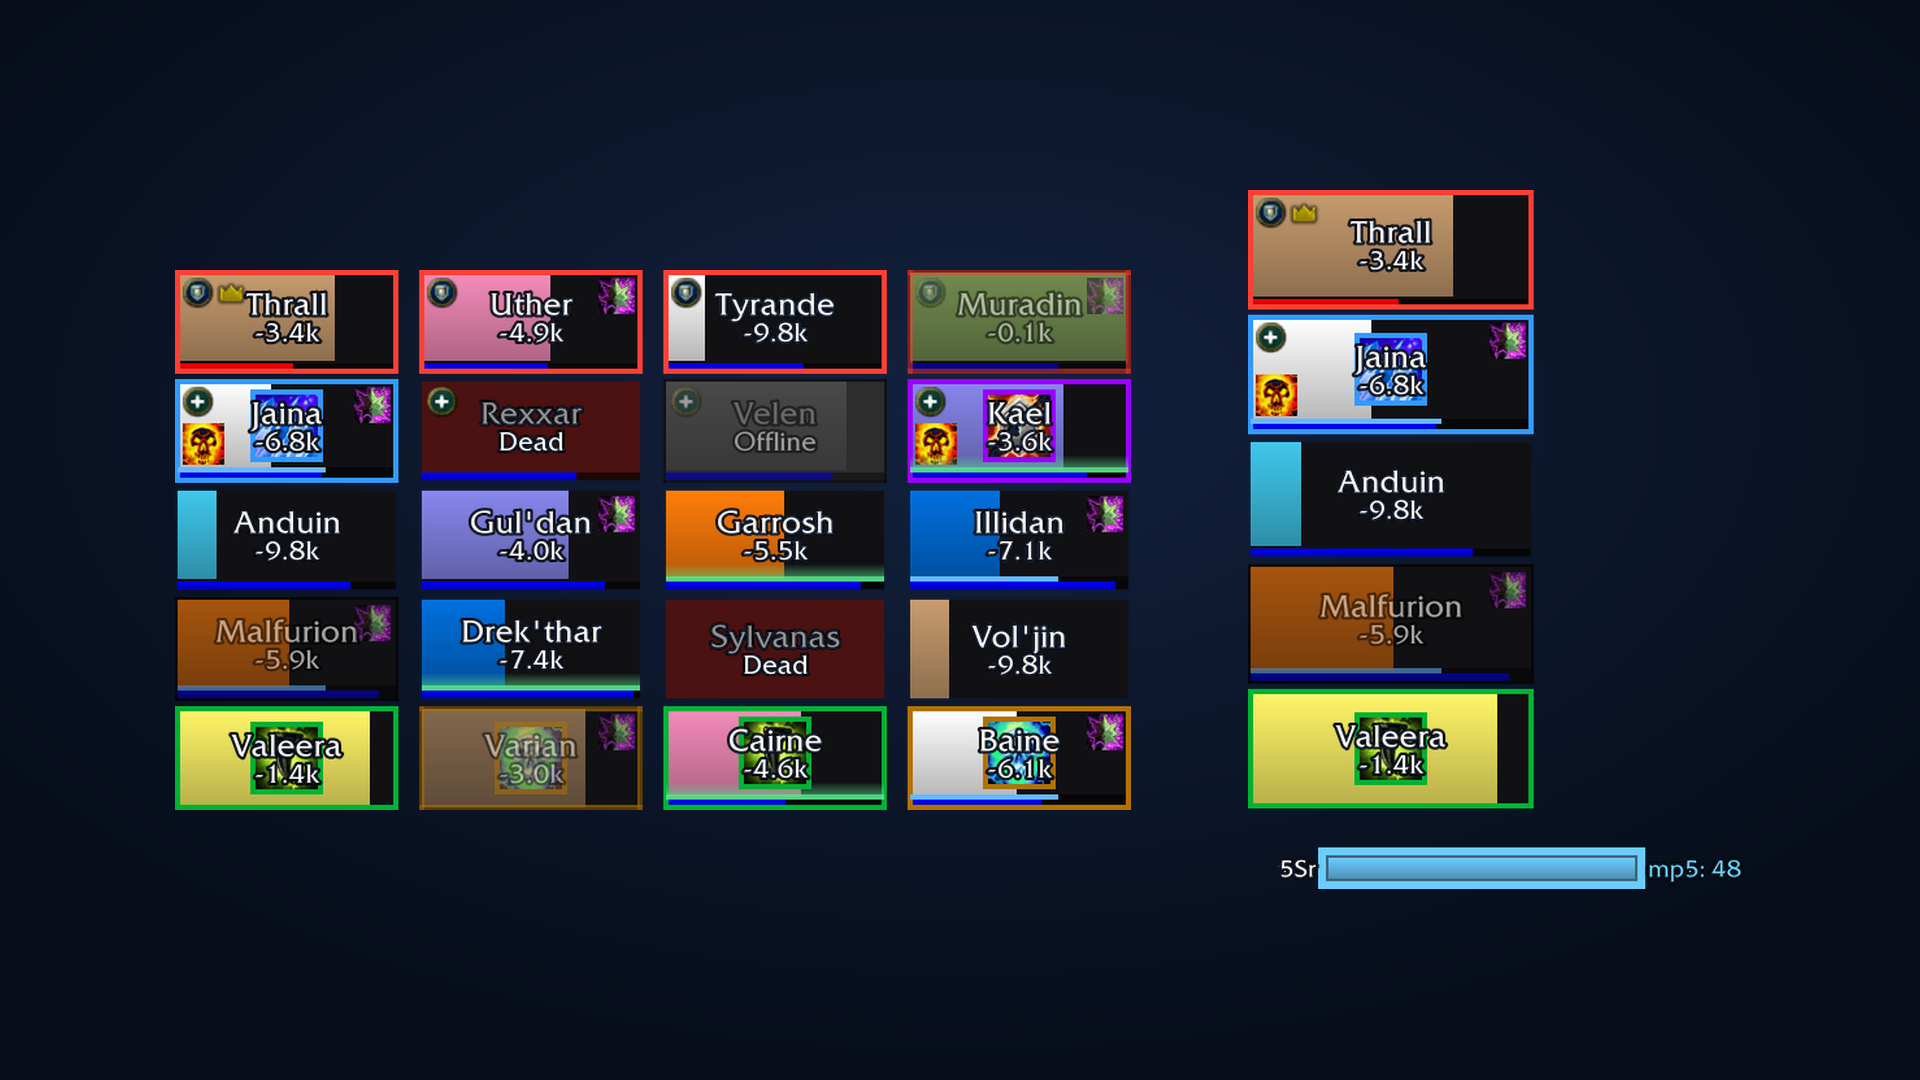 Thrall
-3.4k
Uther
-4.9k
Tyrande
-9.8k
Muradin
-0.1k
Jaina
-6.8k
Rexxar
Dead
Velen
Offline
Kael
-3.6k
Anduin
-9.8k
Gul'dan
-4.0k
Garrosh
-5.5k
Illidan
-7.1k
Malfurion
-5.9k
Drek'thar
-7.4k
Sylvanas
Dead
Vol'jin
-9.8k
Valeera
-1.4k
Varian
-3.0k
Cairne
-4.6k
Baine
-6.1k
Thrall
-3.4k
Jaina
-6.8k
Anduin
-9.8k
Malfurion
-5.9k
Valeera
-1.4k
5Sr mp5: 48